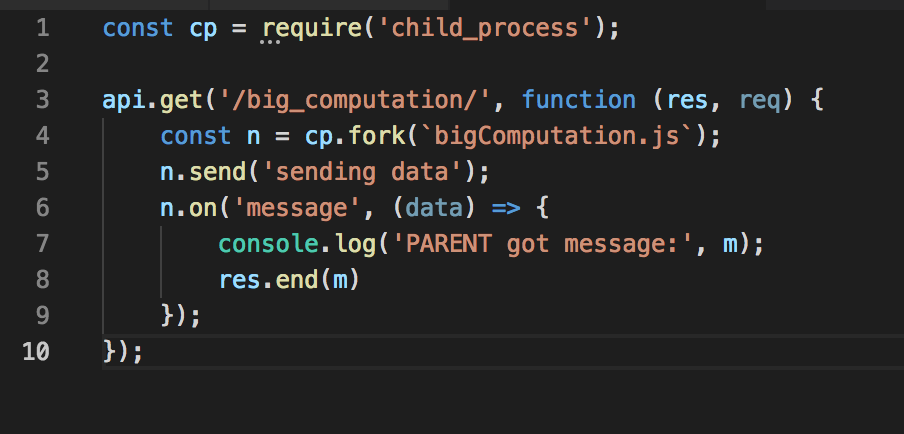 1 const cp = require('child_process');
2
3 api.get('/big_computation/', function (res, req) {
4 const n = cp.fork(`bigComputation.js`);
5 n.send('sending data');
6 n.on('message', (data) => {
7 console.log('PARENT got message:', m);
8 res.end(m)
9 });
10 });